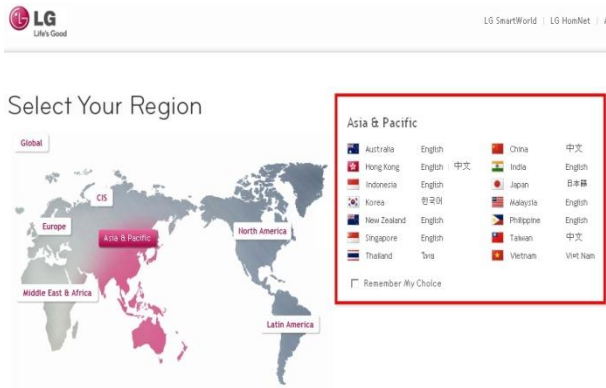 LG
Life's Good
LG SmartWorld | LG HomNet |
Select Your Region
Global
CIS
Europe
Asia & Pacific
North America
Middle East & Africa
Latin America
Asia & Pacific
Australia English China 中文
Hong Kong English | 中文 India English
Indonesia English Japan 日本語
Korea 한국어 Malaysia English
New Zealand English Philippine English
Singapore English Taiwan 中文
Thailand ไทย Vietnam Việt Nam
Remember My Choice